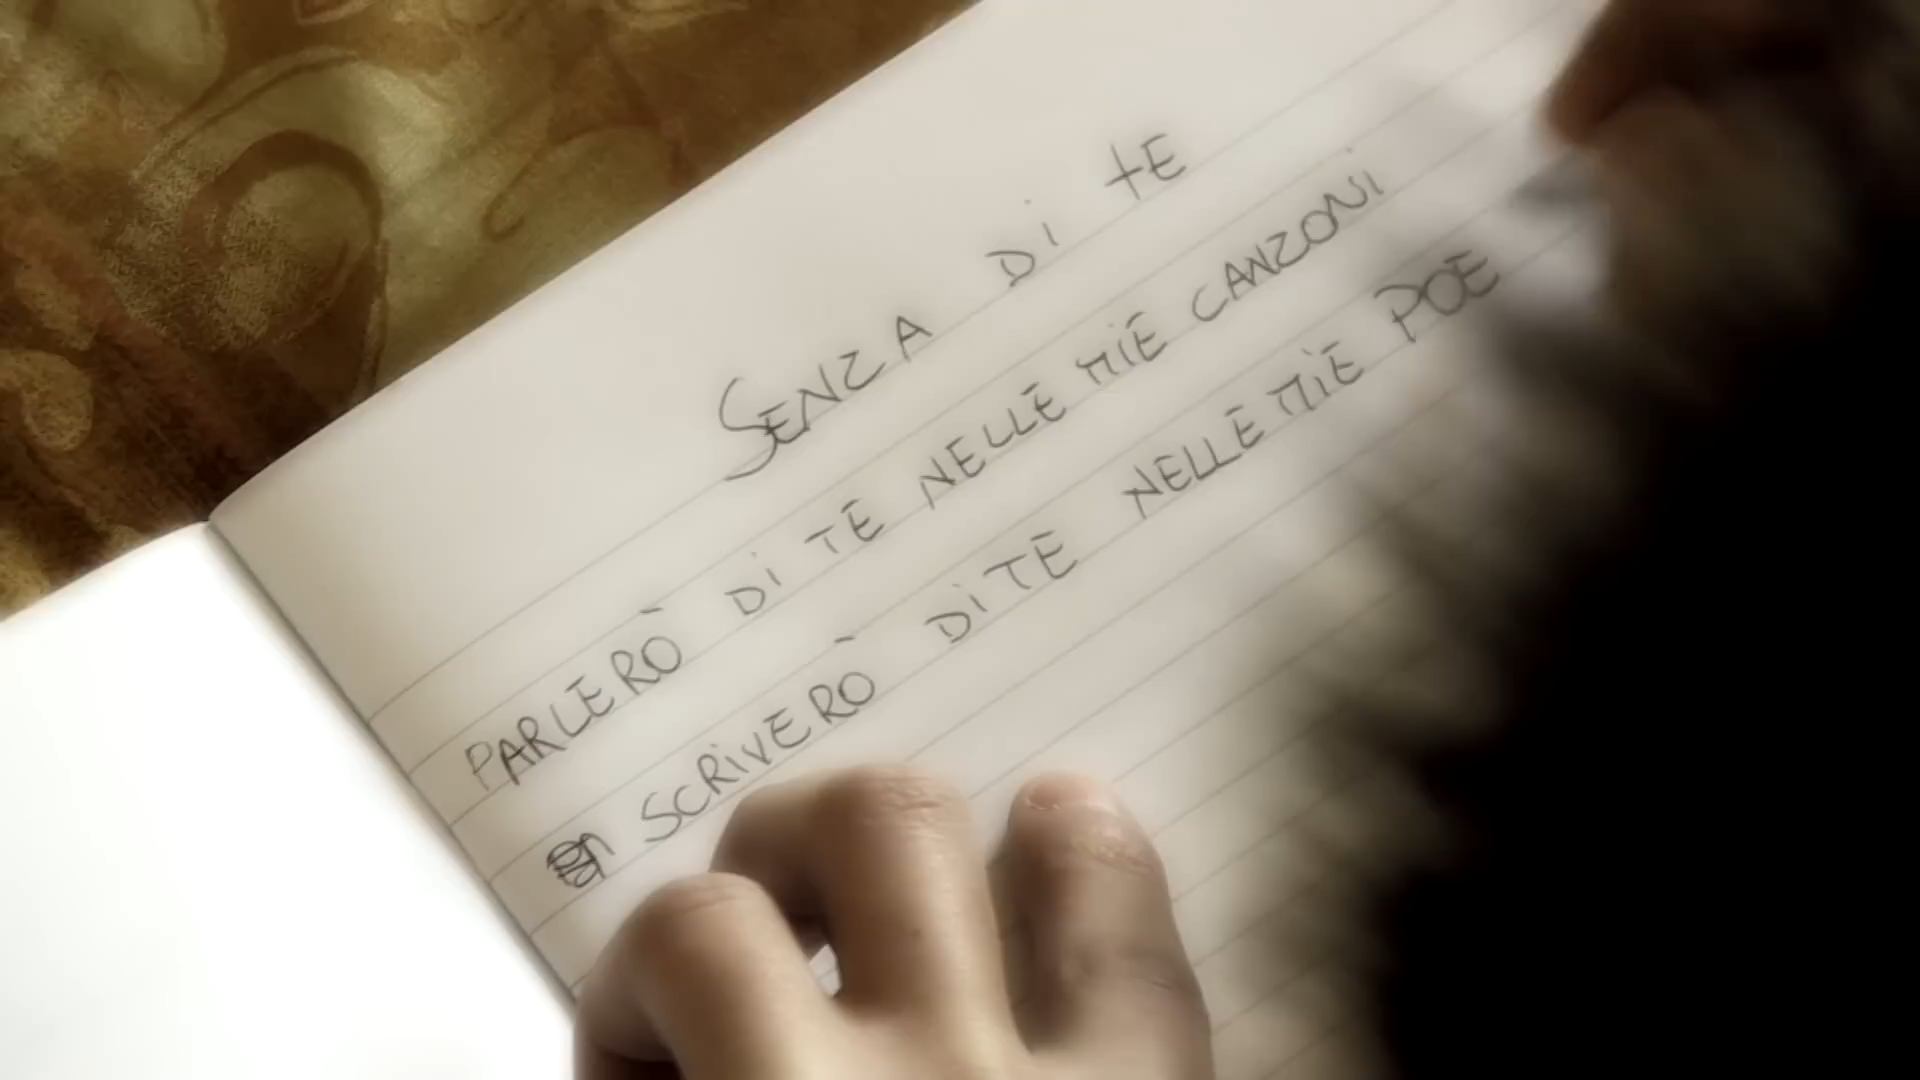 SENZA DI TE
PARLERÒ DI TE NELLE MIE CANZONI
SCRIVERÒ DI TE NELLE MIE POE